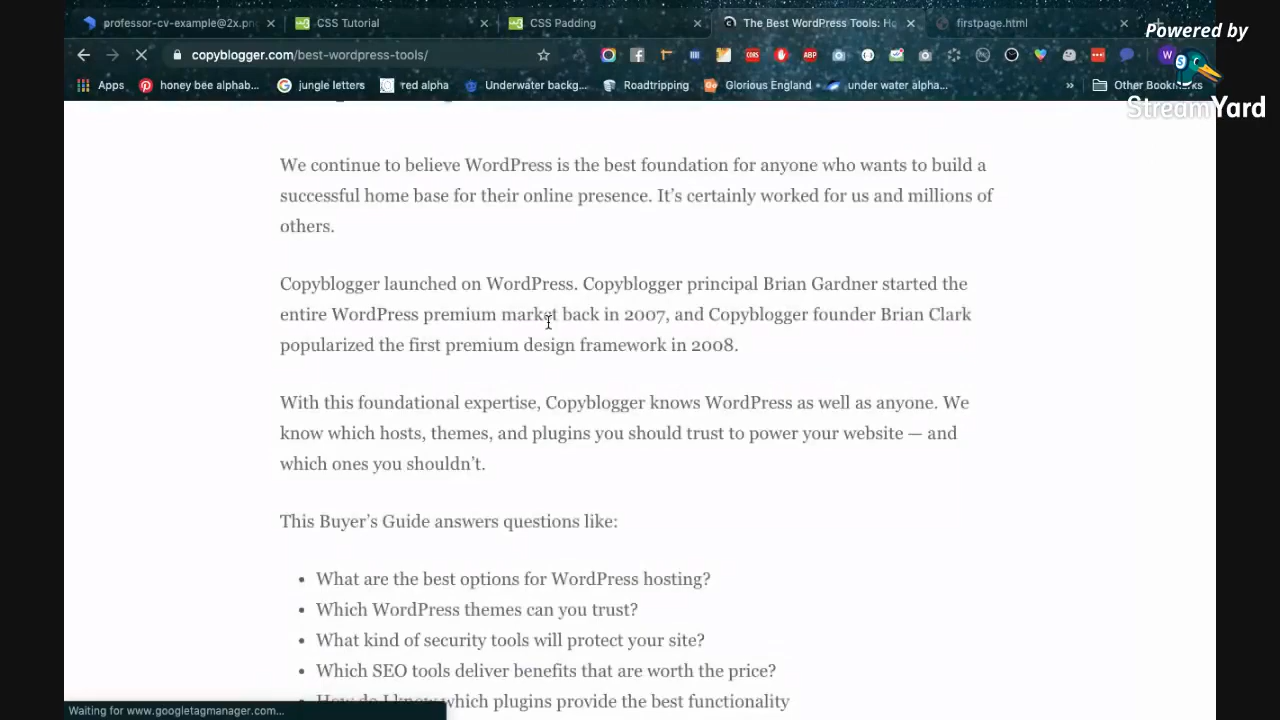 professor-cv-example@2x.pn
CSS Tutorial
CSS Padding
The Best WordPress Tools: Ho
firstpage.html
Powered by
copyblogger.com/best-wordpress-tools/
Apps
honey bee alphab...
jungle letters
red alpha
Underwater backg...
Roadtripping
Glorious England
under water alpha...
»
Other Bookmarks
StreamYard
We continue to believe WordPress is the best foundation for anyone who wants to build a
successful home base for their online presence. It’s certainly worked for us and millions of
others.
Copyblogger launched on WordPress. Copyblogger principal Brian Gardner started the
entire WordPress premium market back in 2007, and Copyblogger founder Brian Clark
popularized the first premium design framework in 2008.
With this foundational expertise, Copyblogger knows WordPress as well as anyone. We
know which hosts, themes, and plugins you should trust to power your website — and
which ones you shouldn’t.
This Buyer’s Guide answers questions like:
• What are the best options for WordPress hosting?
• Which WordPress themes can you trust?
• What kind of security tools will protect your site?
• Which SEO tools deliver benefits that are worth the price?
• How do I know which plugins provide the best functionality
Waiting for www.googletagmanager.com...